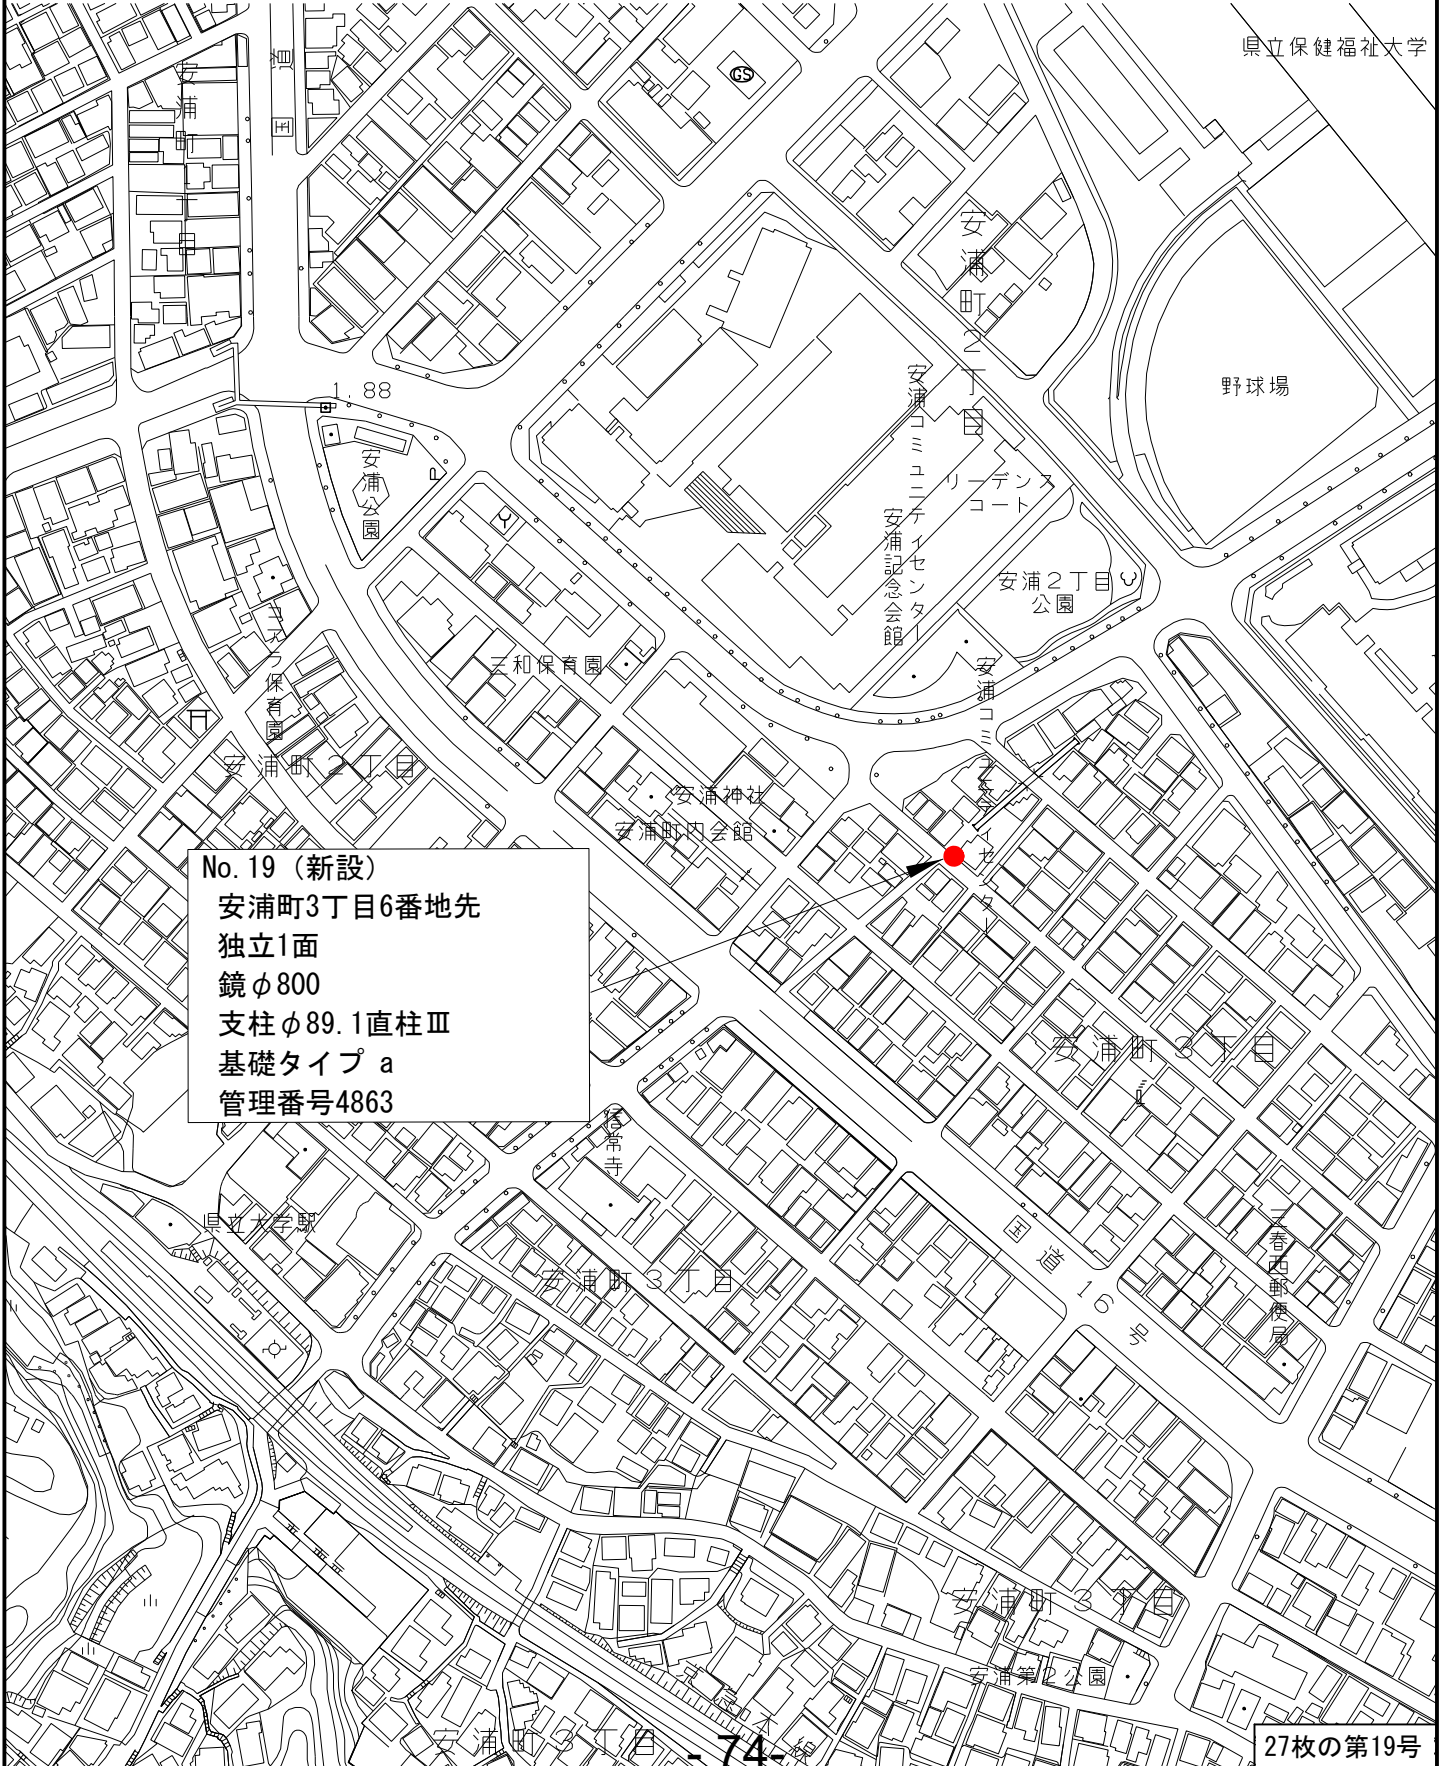 県立保健福祉大学
国道
安浦町
丁目
GS
安浦町2丁目
野球場
1.88
安浦公園
P
安浦コミュニティセンター
安浦記念会館
リーデンス
コート
安浦2丁目
公園
三和保育園
コアラ保育園
安浦町2丁目
安浦コミュニティセンター
安浦神社
安浦町内会館
No.19 (新設)
安浦町3丁目6番地先
独立1面
鏡φ800
支柱φ89.1直柱Ⅲ
基礎タイプ a
管理番号4863
安浦町3丁目
常寺
県立大学駅
安浦町3丁目
国道16号
三春西郵便局
安浦町3丁目
安浦第2公園
安浦町3丁目
- 74-
27枚の第19号